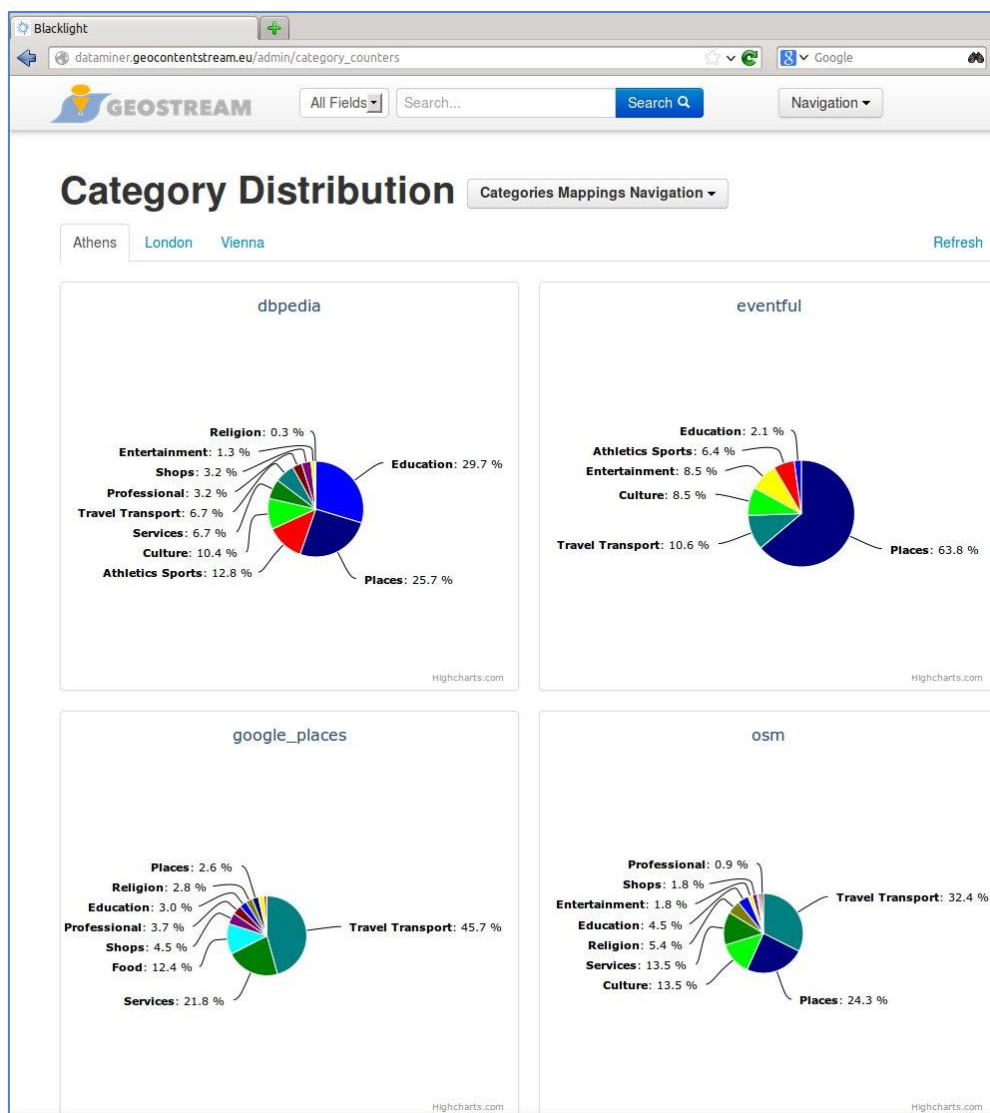 Blacklight
dataminer.geocontentstream.eu/admin/category_counters
Google
GEOSTREAM
All Fields
Search...
Search
Navigation
Category Distribution
Categories Mappings Navigation
Athens London Vienna
Refresh
dbpedia
Religion: 0.3 %
Entertainment: 1.3 %
Shops: 3.2 %
Professional: 3.2 %
Travel Transport: 6.7 %
Services: 6.7 %
Culture: 10.4 %
Athletics Sports: 12.8 %
Education: 29.7 %
Places: 25.7 %
Highcharts.com
eventful
Education: 2.1 %
Athletics Sports: 6.4 %
Entertainment: 8.5 %
Culture: 8.5 %
Travel Transport: 10.6 %
Places: 63.8 %
Highcharts.com
google_places
Places: 2.6 %
Religion: 2.8 %
Education: 3.0 %
Professional: 3.7 %
Shops: 4.5 %
Food: 12.4 %
Services: 21.8 %
Travel Transport: 45.7 %
Highcharts.com
osm
Professional: 0.9 %
Shops: 1.8 %
Entertainment: 1.8 %
Education: 4.5 %
Religion: 5.4 %
Services: 13.5 %
Culture: 13.5 %
Travel Transport: 32.4 %
Places: 24.3 %
Highcharts.com